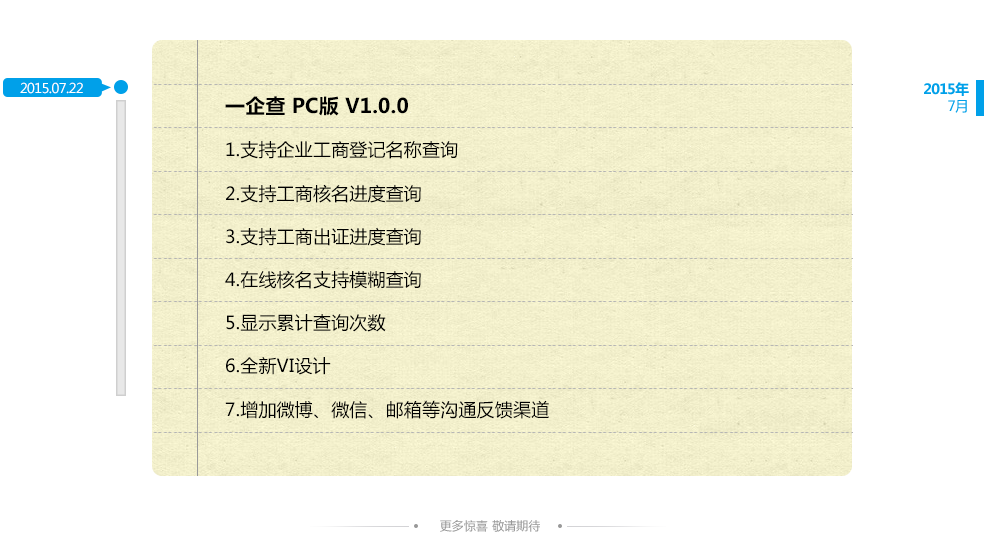 2015.07.22
2015年
7月
一企查 PC版 V1.0.0
1.支持企业工商登记名称查询
2.支持工商核名进度查询
3.支持工商出证进度查询
4.在线核名支持模糊查询
5.显示累计查询次数
6.全新VI设计
7.增加微博、微信、邮箱等沟通反馈渠道
更多惊喜 敬请期待